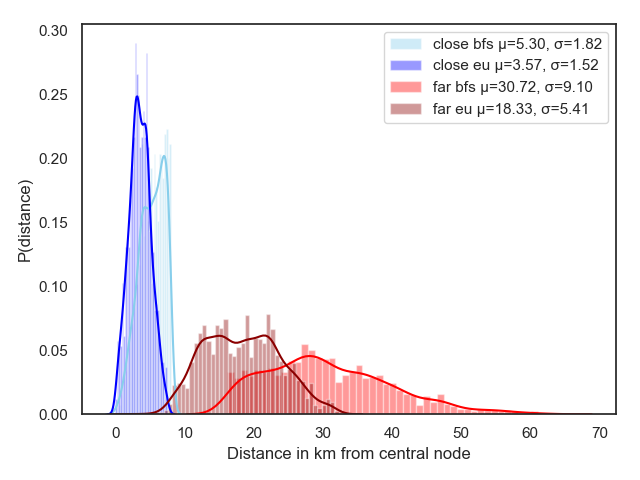 0.30
0.25
0.20
0.15
0.10
0.05
0.00
P(distance)
close bfs μ=5.30, σ=1.82
close eu μ=3.57, σ=1.52
far bfs μ=30.72, σ=9.10
far eu μ=18.33, σ=5.41
0 10 20 30 40 50 60 70
Distance in km from central node